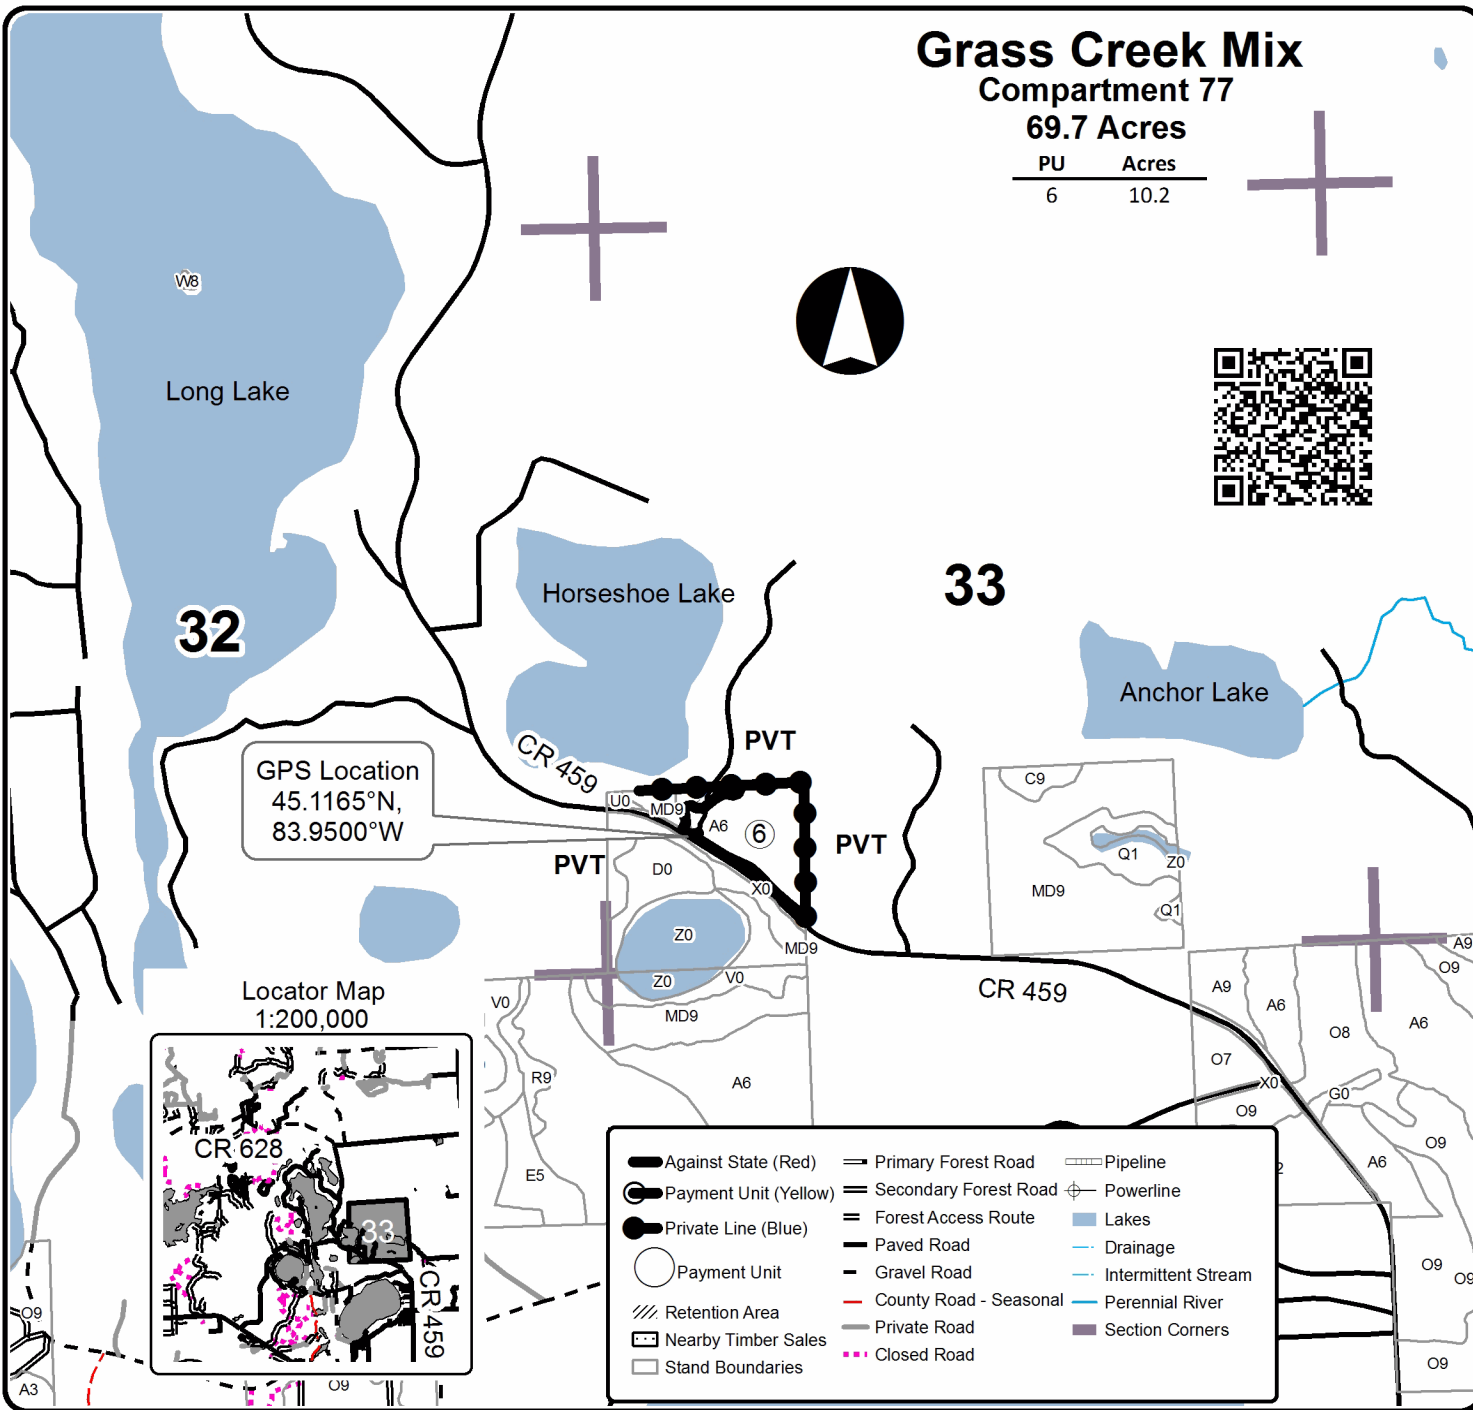 Grass Creek Mix
Compartment 77
69.7 Acres
PU Acres
6 10.2
W8
Long Lake
Horseshoe Lake
33
32
Anchor Lake
PVT
CR 459
GPS Location
45.1165°N,
83.9500°W
U0
MD9
A6
6
PVT
PVT
D0
X0
C9
Q1
Z0
MD9
Q1
Z0
MD9
Z0
V0
V0
MD9
CR 459
A9
O9
A9
A6
O8
A6
O7
X0
G0
O9
O9
A6
R9
A6
E5
O9
O9
O9
O9
A3
O9
Locator Map
1:200,000
CR 628
33
CR 459
Against State (Red)
Payment Unit (Yellow)
Private Line (Blue)
Payment Unit
Retention Area
Nearby Timber Sales
Stand Boundaries
Primary Forest Road
Secondary Forest Road
Forest Access Route
Paved Road
Gravel Road
County Road - Seasonal
Private Road
Closed Road
Pipeline
Powerline
Lakes
Drainage
Intermittent Stream
Perennial River
Section Corners